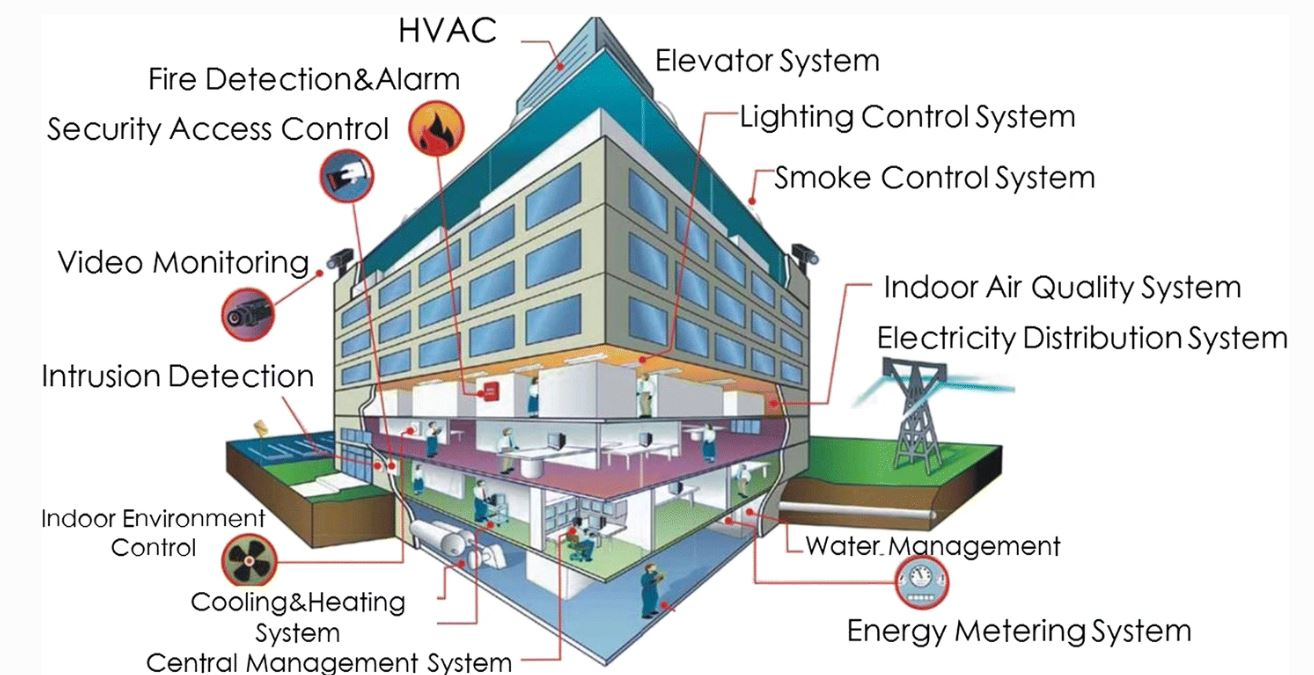 HVAC
Elevator System
Fire Detection&Alarm
Security Access Control
Lighting Control System
Smoke Control System
Video Monitoring
Indoor Air Quality System
Electricity Distribution System
Intrusion Detection
Indoor Environment
Control
Water Management
Cooling&Heating
System
Energy Metering System
Central Management System